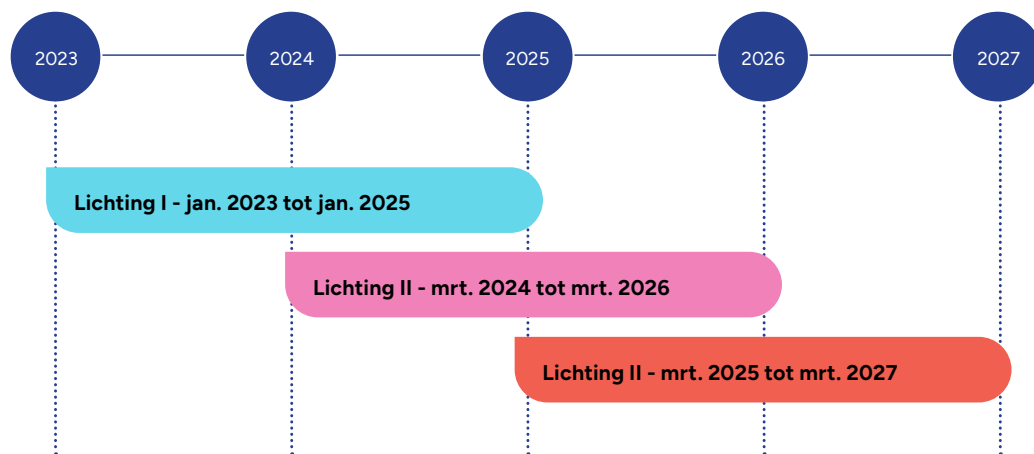 2023
2024
2025
2026
2027
Lichting I - jan. 2023 tot jan. 2025
Lichting II - mrt. 2024 tot mrt. 2026
Lichting II - mrt. 2025 tot mrt. 2027